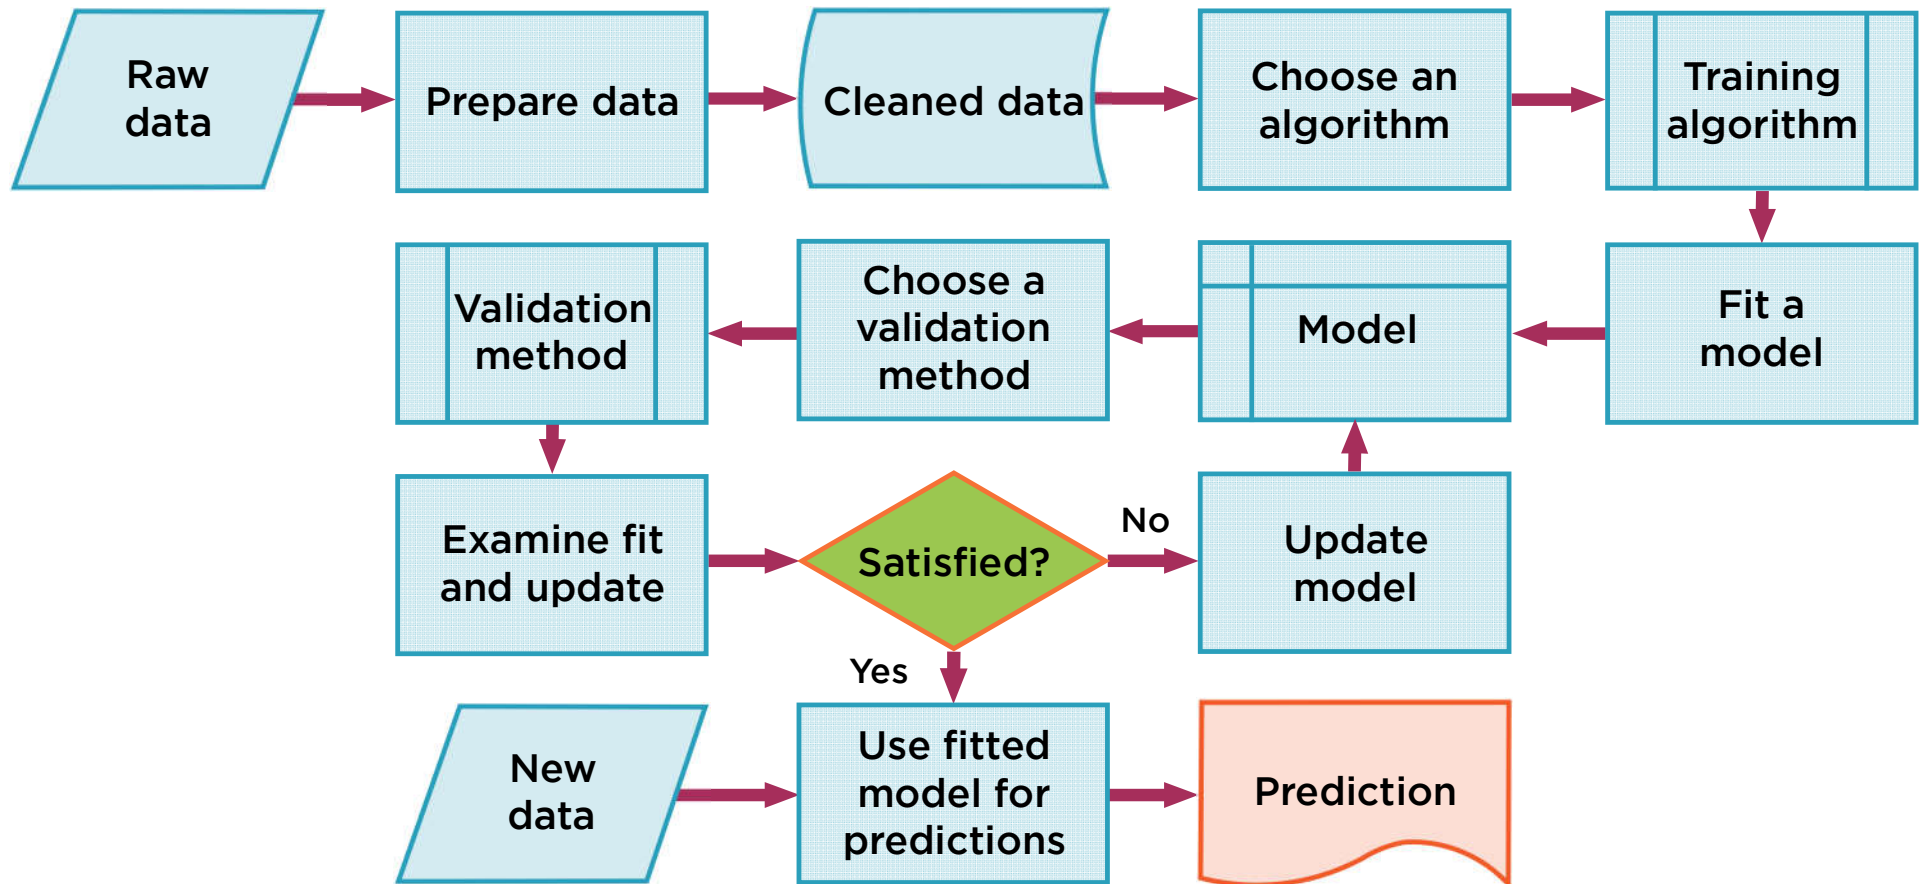 Raw
data
Prepare data
Cleaned data
Choose an
algorithm
Training
algorithm
Validation
method
Choose a
validation
method
Model
Fit a
model
Examine fit
and update
Satisfied?
No
Update
model
Yes
New
data
Use fitted
model for
predictions
Prediction